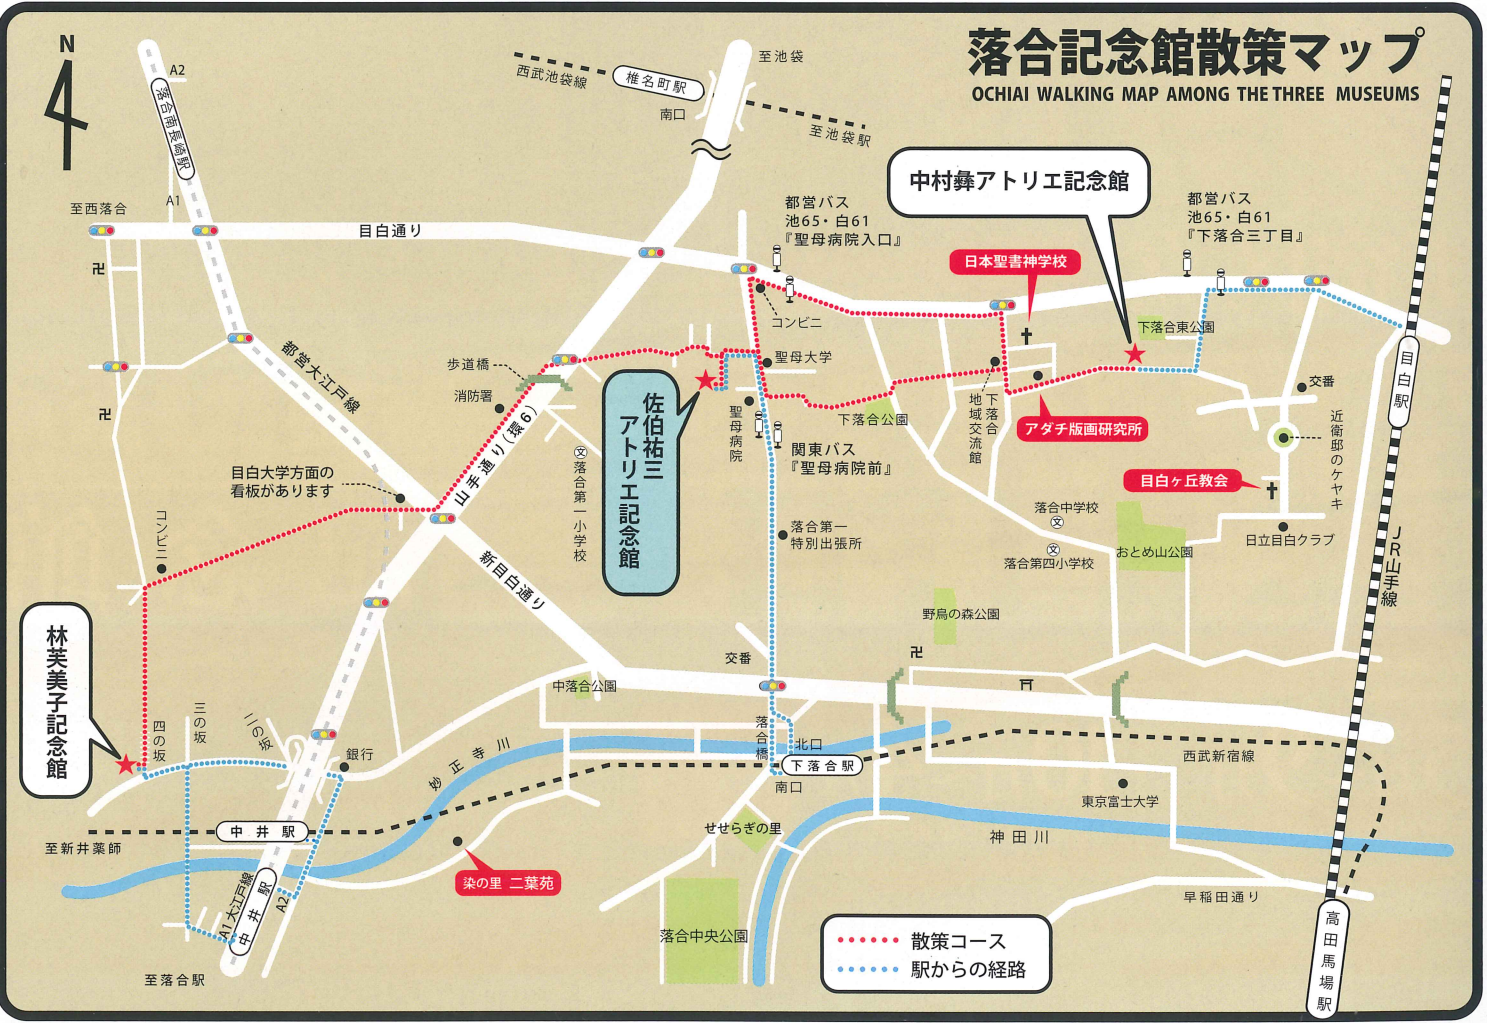 落合記念館散策マップ
OCHIAI WALKING MAP AMONG THE THREE MUSEUMS
N
A2
落合南長崎駅
A1
至西落合
目白通り
西武池袋線
椎名町駅
南口
至池袋
至池袋駅
都営バス
池65・白61
『聖母病院入口』
中村彝アトリエ記念館
都営バス
池65・白61
『下落合三丁目』
日本聖書神学校
コンビニ
下落合東公園
目白駅
都営大江戸線
歩道橋
消防署
山手通り(環6)
聖母大学
佐伯祐三
アトリエ記念館
聖母病院
下落合公園
下落合
地域交流館
アダチ版画研究所
交番
近衛邸のケヤキ
関東バス
『聖母病院前』
目白ヶ丘教会
目白大学方面の
看板があります
文
落合第一小学校
コンビニ
落合第一
特別出張所
落合中学校
文
文
落合第四小学校
おとめ山公園
日立目白クラブ
JR山手線
新目白通り
野鳥の森公園
林芙美子記念館
交番
中落合公園
四の坂
三の坂
二の坂
銀行
妙正寺川
落合橋
北口
下落合駅
南口
西武新宿線
東京富士大学
せせらぎの里
神田川
中井駅
至新井薬師
染の里 二葉苑
大江戸線
A1
中井駅
A2
至落合駅
落合中央公園
早稲田通り
高田馬場駅
散策コース
駅からの経路